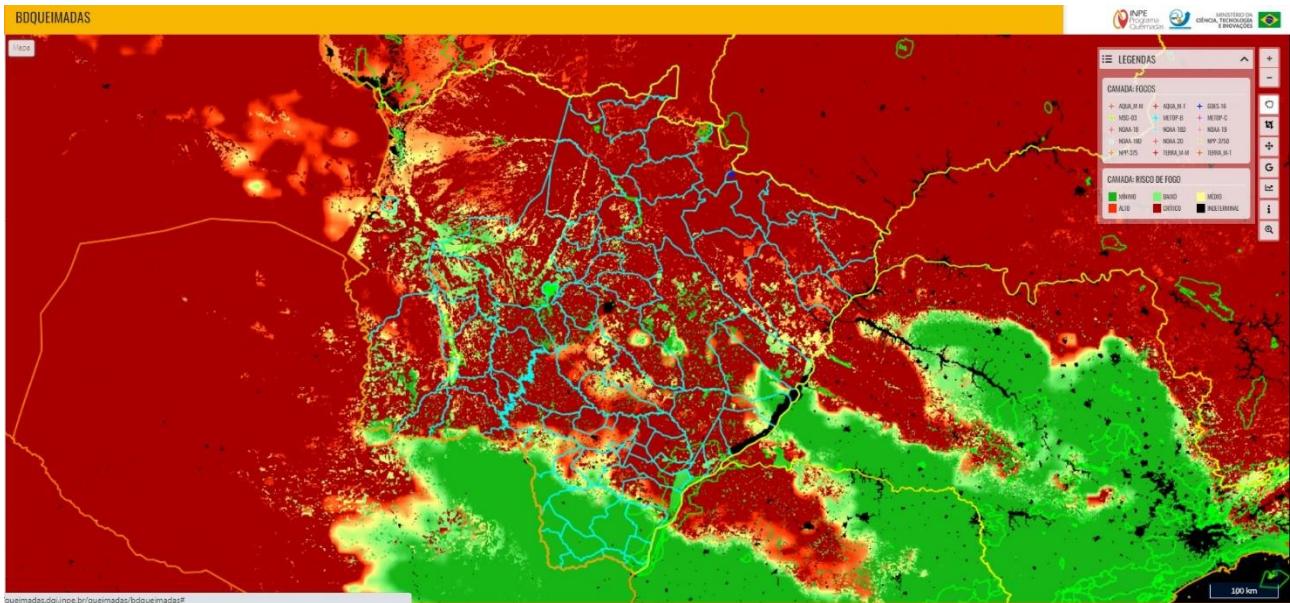 BDQUEIMADAS
INPE
Programa
Queimadas
MINISTÉRIO DA
CIÊNCIA, TECNOLOGIA
E INOVAÇÕES
Mapa
LEGENDAS
CAMADA: FOCOS
AQUA_M-M AQUA_M-T GOES-16
MSG-03 METOP-B METOP-C
NOAA-18 NOAA-18D NOAA-19
NOAA-19D NOAA-20 NPP-375D
NPP-375 TERRA_M-M TERRA_M-T
CAMADA: RISCO DE FOGO
MÍNIMO BAIXO MÉDIO
ALTO CRÍTICO INDETERMINAD
100 km
queimadas.dgi.inpe.br/queimadas/bdqueimadas#